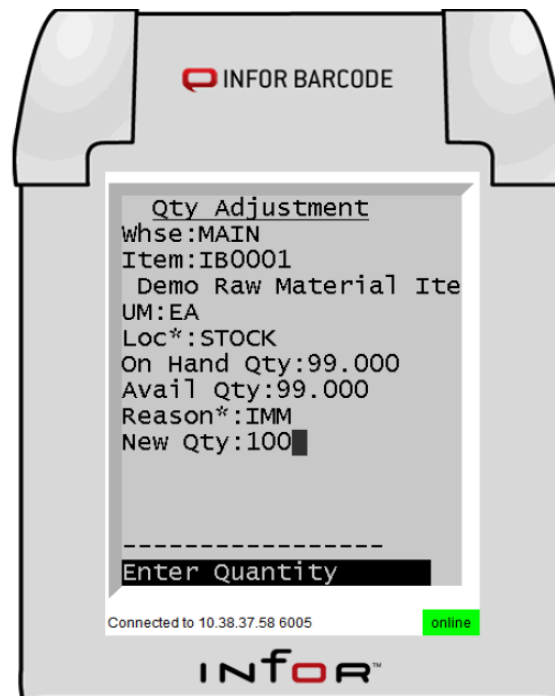 INFOR BARCODE
Qty Adjustment
Whse:MAIN
Item:IB0001
Demo Raw Material Ite
UM:EA
Loc*:STOCK
On Hand Qty:99.000
Avail Qty:99.000
Reason*:IMM
New Qty:100
-----------------
Enter Quantity
Connected to 10.38.37.58 6005
online
INFOR™